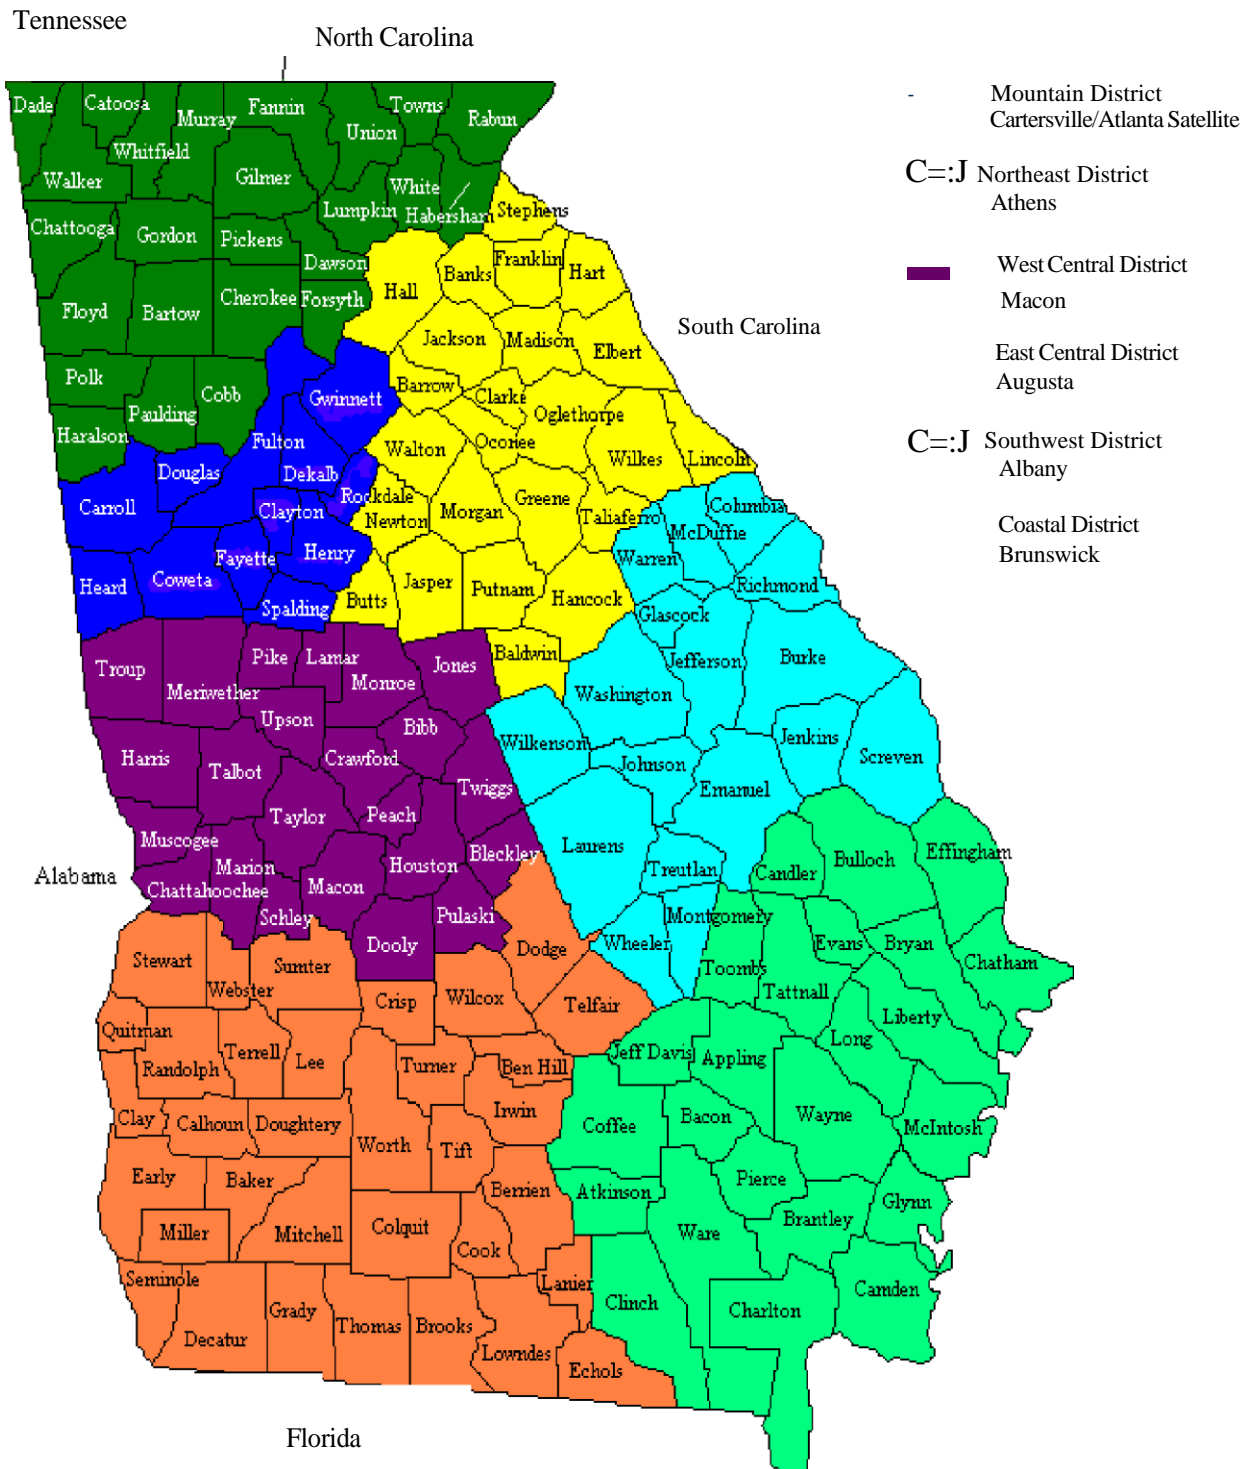 Tennessee
North Carolina
Dade
Catoosa
Murray
Fannin
Union
Towns
Rabun
Whitfield
Walker
Gilmer
White
Lumpkin
Habersham
Stephens
Chattooga
Gordon
Pickens
Dawson
Banks
Franklin
Hart
Floyd
Bartow
Cherokee
Forsyth
Hall
Jackson
Madison
Elbert
Polk
Cobb
Paulding
Haralson
Gwinnett
Barrow
Clarke
Oglethorpe
Fulton
Walton
Oconee
Wilkes
Lincoln
Douglas
Dekalb
Carroll
Clayton
Rockdale
Newton
Morgan
Greene
Taliaferro
Columbia
McDuffie
Warren
Fayette
Henry
Heard
Coweta
Spalding
Butts
Jasper
Putnam
Hancock
Richmond
Glascock
Troup
Pike
Lamar
Jones
Baldwin
Jefferson
Burke
Meriwether
Monroe
Washington
Upson
Bibb
Harris
Talbot
Crawford
Wilkenson
Johnson
Jenkins
Screven
Twiggs
Emanuel
Taylor
Peach
Muscogee
Marion
Houston
Bleckley
Laurens
Treutlan
Candler
Bulloch
Effingham
Alabama
Chattahoochee
Macon
Schley
Pulaski
Montgomery
Dooly
Dodge
Wheeler
Evans
Bryan
Chatham
Stewart
Webster
Sumter
Crisp
Wilcox
Telfair
Toombs
Tattnall
Liberty
Quitman
Randolph
Terrell
Lee
Turner
Ben Hill
Jeff Davis
Appling
Long
Clay
Calhoun
Doughtery
Worth
Tift
Irwin
Coffee
Bacon
Wayne
McIntosh
Early
Baker
Berrien
Atkinson
Pierce
Glynn
Miller
Mitchell
Colquit
Cook
Ware
Brantley
Seminole
Lanier
Clinch
Charlton
Camden
Decatur
Grady
Thomas
Brooks
Lowndes
Echols
Florida
South Carolina
- Mountain District
Cartersville/Atlanta Satellite
C=:J Northeast District
Athens
West Central District
Macon
East Central District
Augusta
C=:J Southwest District
Albany
Coastal District
Brunswick